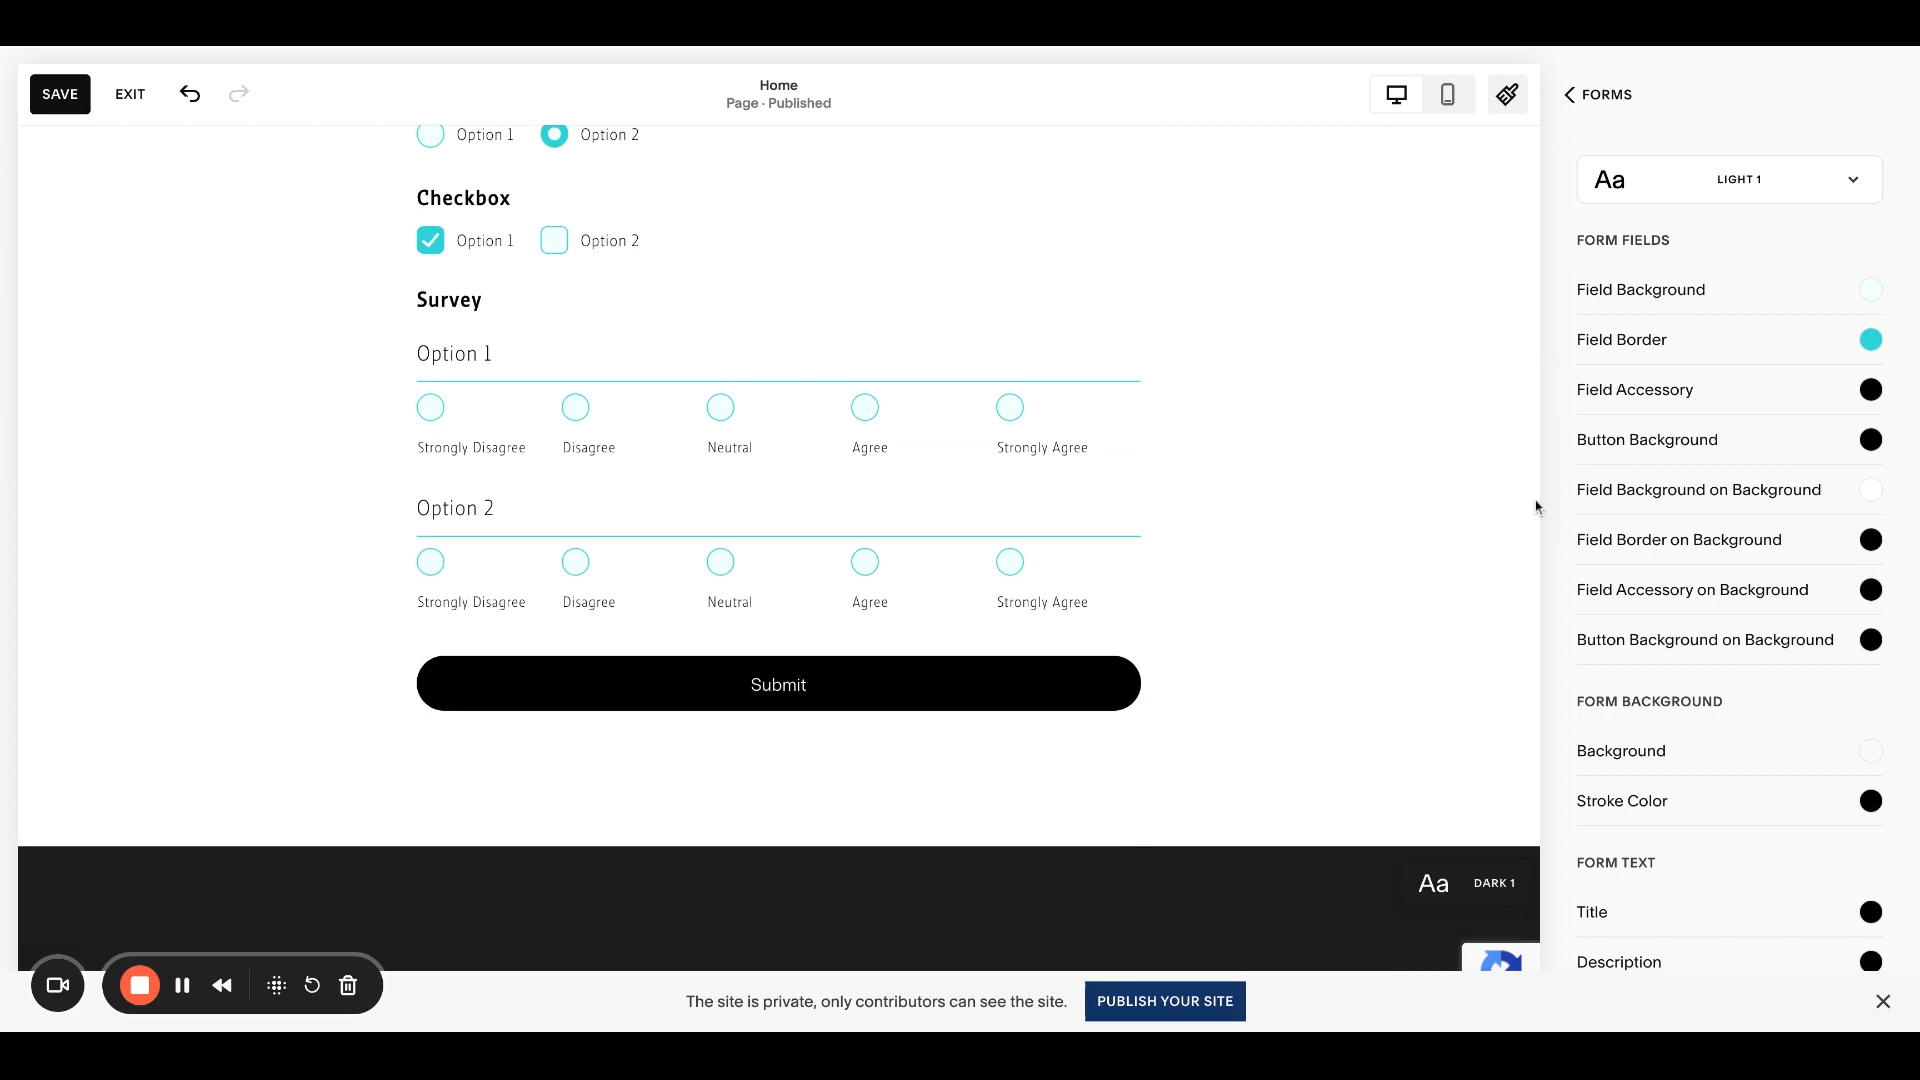 SAVE
EXIT
Home
Page · Published
FORMS
Option 1
Option 2
Checkbox
Option 1
Option 2
Survey
Option 1
Strongly Disagree
Disagree
Neutral
Agree
Strongly Agree
Option 2
Strongly Disagree
Disagree
Neutral
Agree
Strongly Agree
Submit
Aa
DARK 1
Aa
LIGHT 1
FORM FIELDS
Field Background
Field Border
Field Accessory
Button Background
Field Background on Background
Field Border on Background
Field Accessory on Background
Button Background on Background
FORM BACKGROUND
Background
Stroke Color
FORM TEXT
Title
Description
The site is private, only contributors can see the site.
PUBLISH YOUR SITE